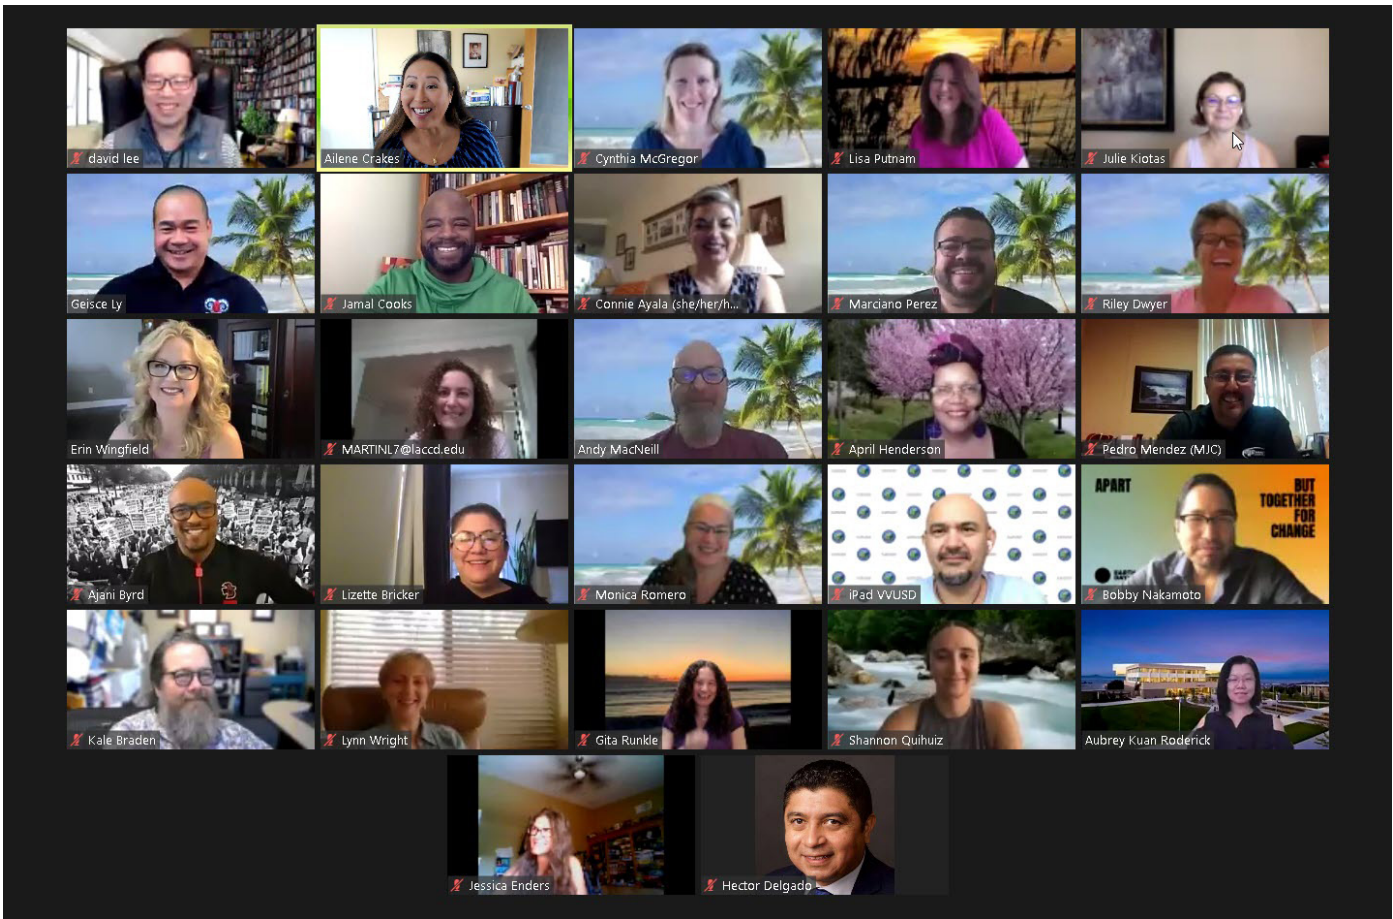 david lee
Ailene Crakes
Cynthia McGregor
Lisa Putnam
Julie Kiotas
Geisce Ly
Jamal Cooks
Connie Ayala (she/her/h...
Marciano Perez
Riley Dwyer
Erin Wingfield
MARTINL7@laccd.edu
Andy MacNeill
April Henderson
Pedro Mendez (MJC)
Ajani Byrd
Lizette Bricker
Monica Romero
iPad VVUSD
APART
BUT
TOGETHER
FOR
CHANGE
Bobby Nakamoto
Kale Braden
Lynn Wright
Gita Runkle
Shannon Quihuiz
Aubrey Kuan Roderick
Jessica Enders
Hector Delgado